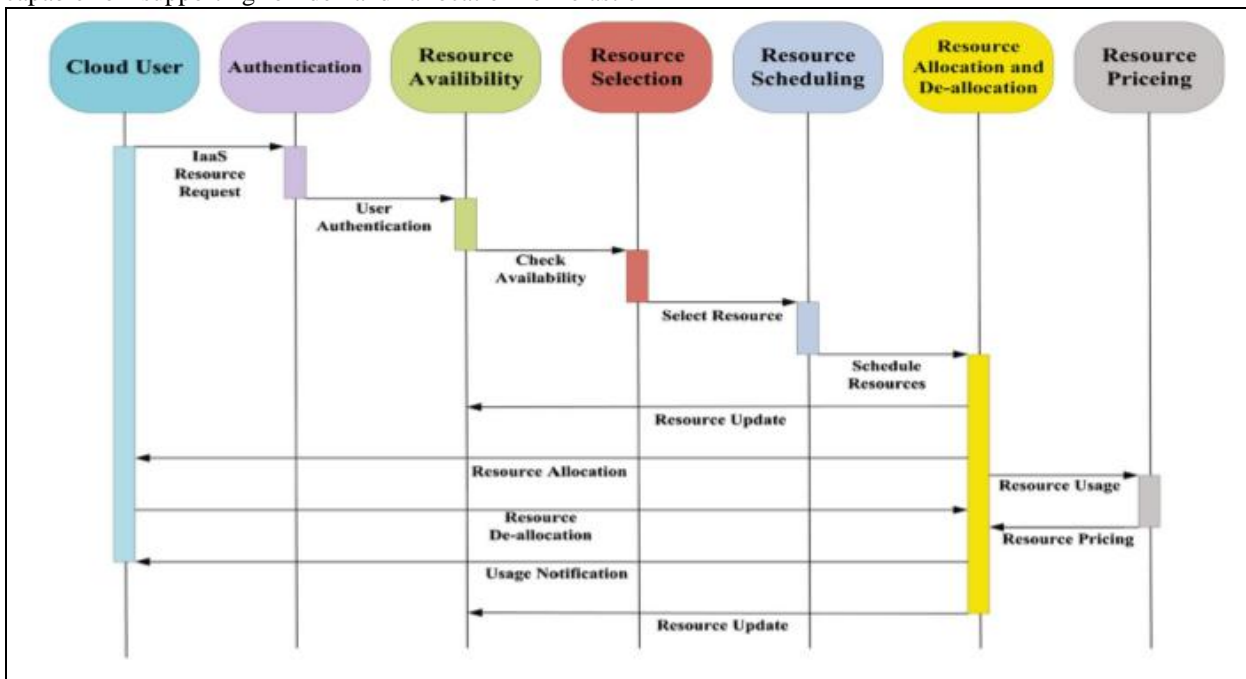 Cloud User
Authentication
Resource
Availibility
Resource
Selection
Resource
Scheduling
Resource
Allocation and
De-allocation
Resource
Priceing
IaaS
Resource
Request
User
Authentication
Check
Availability
Select Resource
Schedule
Resources
Resource Update
Resource Allocation
Resource Usage
Resource
De-allocation
Resource Pricing
Usage Notification
Resource Update